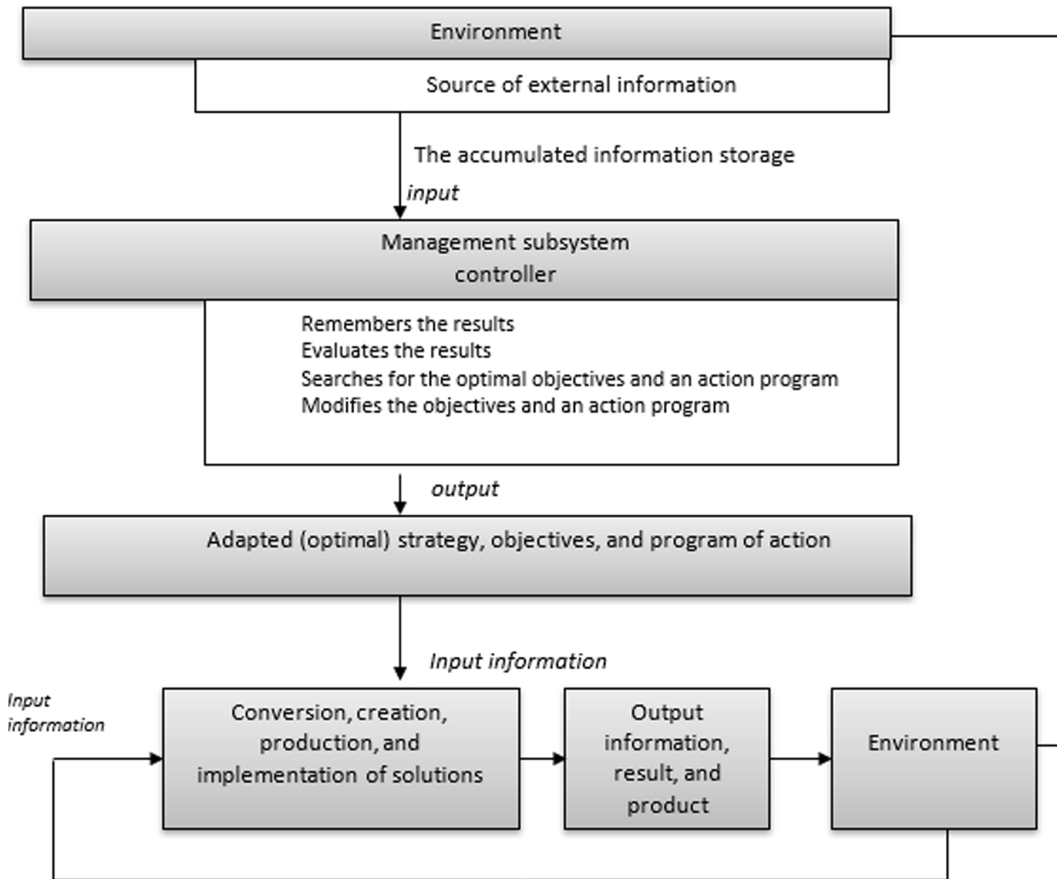 Environment
Source of external information
The accumulated information storage
input
Management subsystem
controller
Remembers the results
Evaluates the results
Searches for the optimal objectives and an action program
Modifies the objectives and an action program
output
Adapted (optimal) strategy, objectives, and program of action
Input information
Input
information
Conversion, creation,
production, and
implementation of solutions
Output
information,
result, and
product
Environment